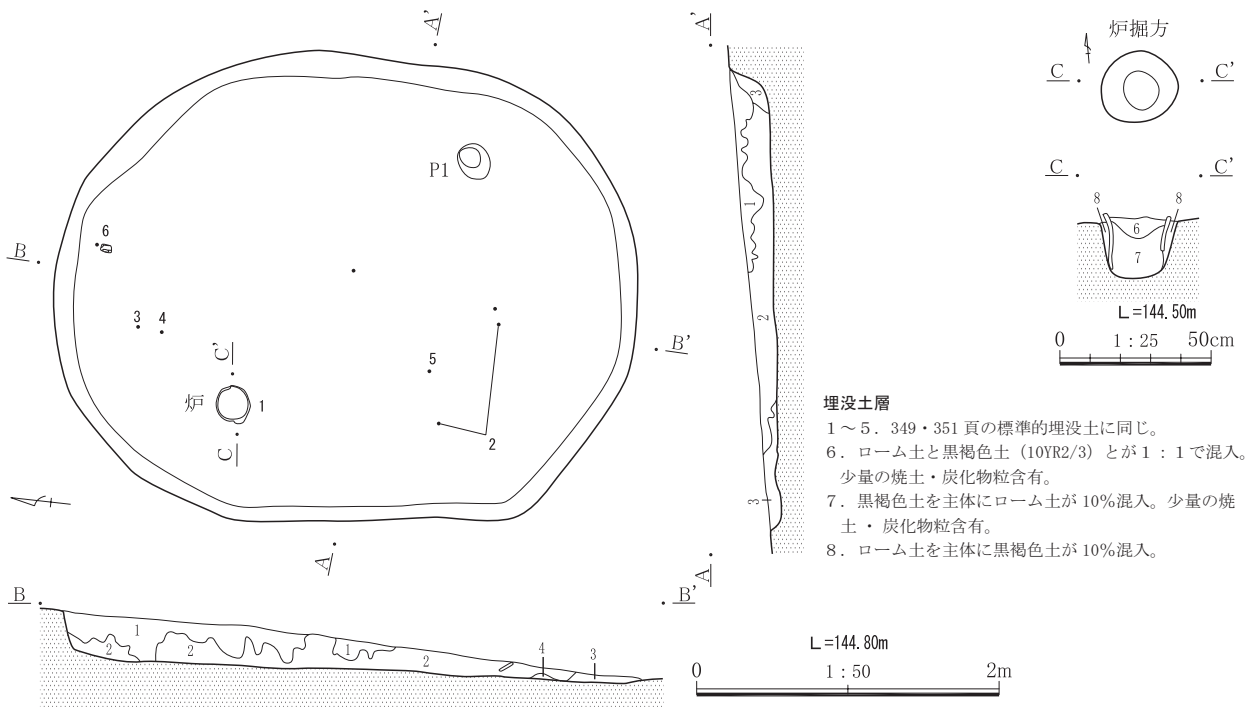 A'
P1
6
B
3
4
C'
炉
1
C
5
2
B'
A
A'
3
1
2
3
A
炉掘方
C
C'
C
C'
8
8
6
7
L=144.50m
0 1:25 50cm
埋没土層
1～5．349・351頁の標準的埋没土に同じ。
6．ローム土と黒褐色土（10YR2/3）とが1：1で混入。
少量の焼土・炭化物粒含有。
7．黒褐色土を主体にローム土が10%混入。少量の焼
土・炭化物粒含有。
8．ローム土を主体に黒褐色土が10%混入。
B
B'
1
2
2
1
2
4
3
L=144.80m
0 1:50 2m